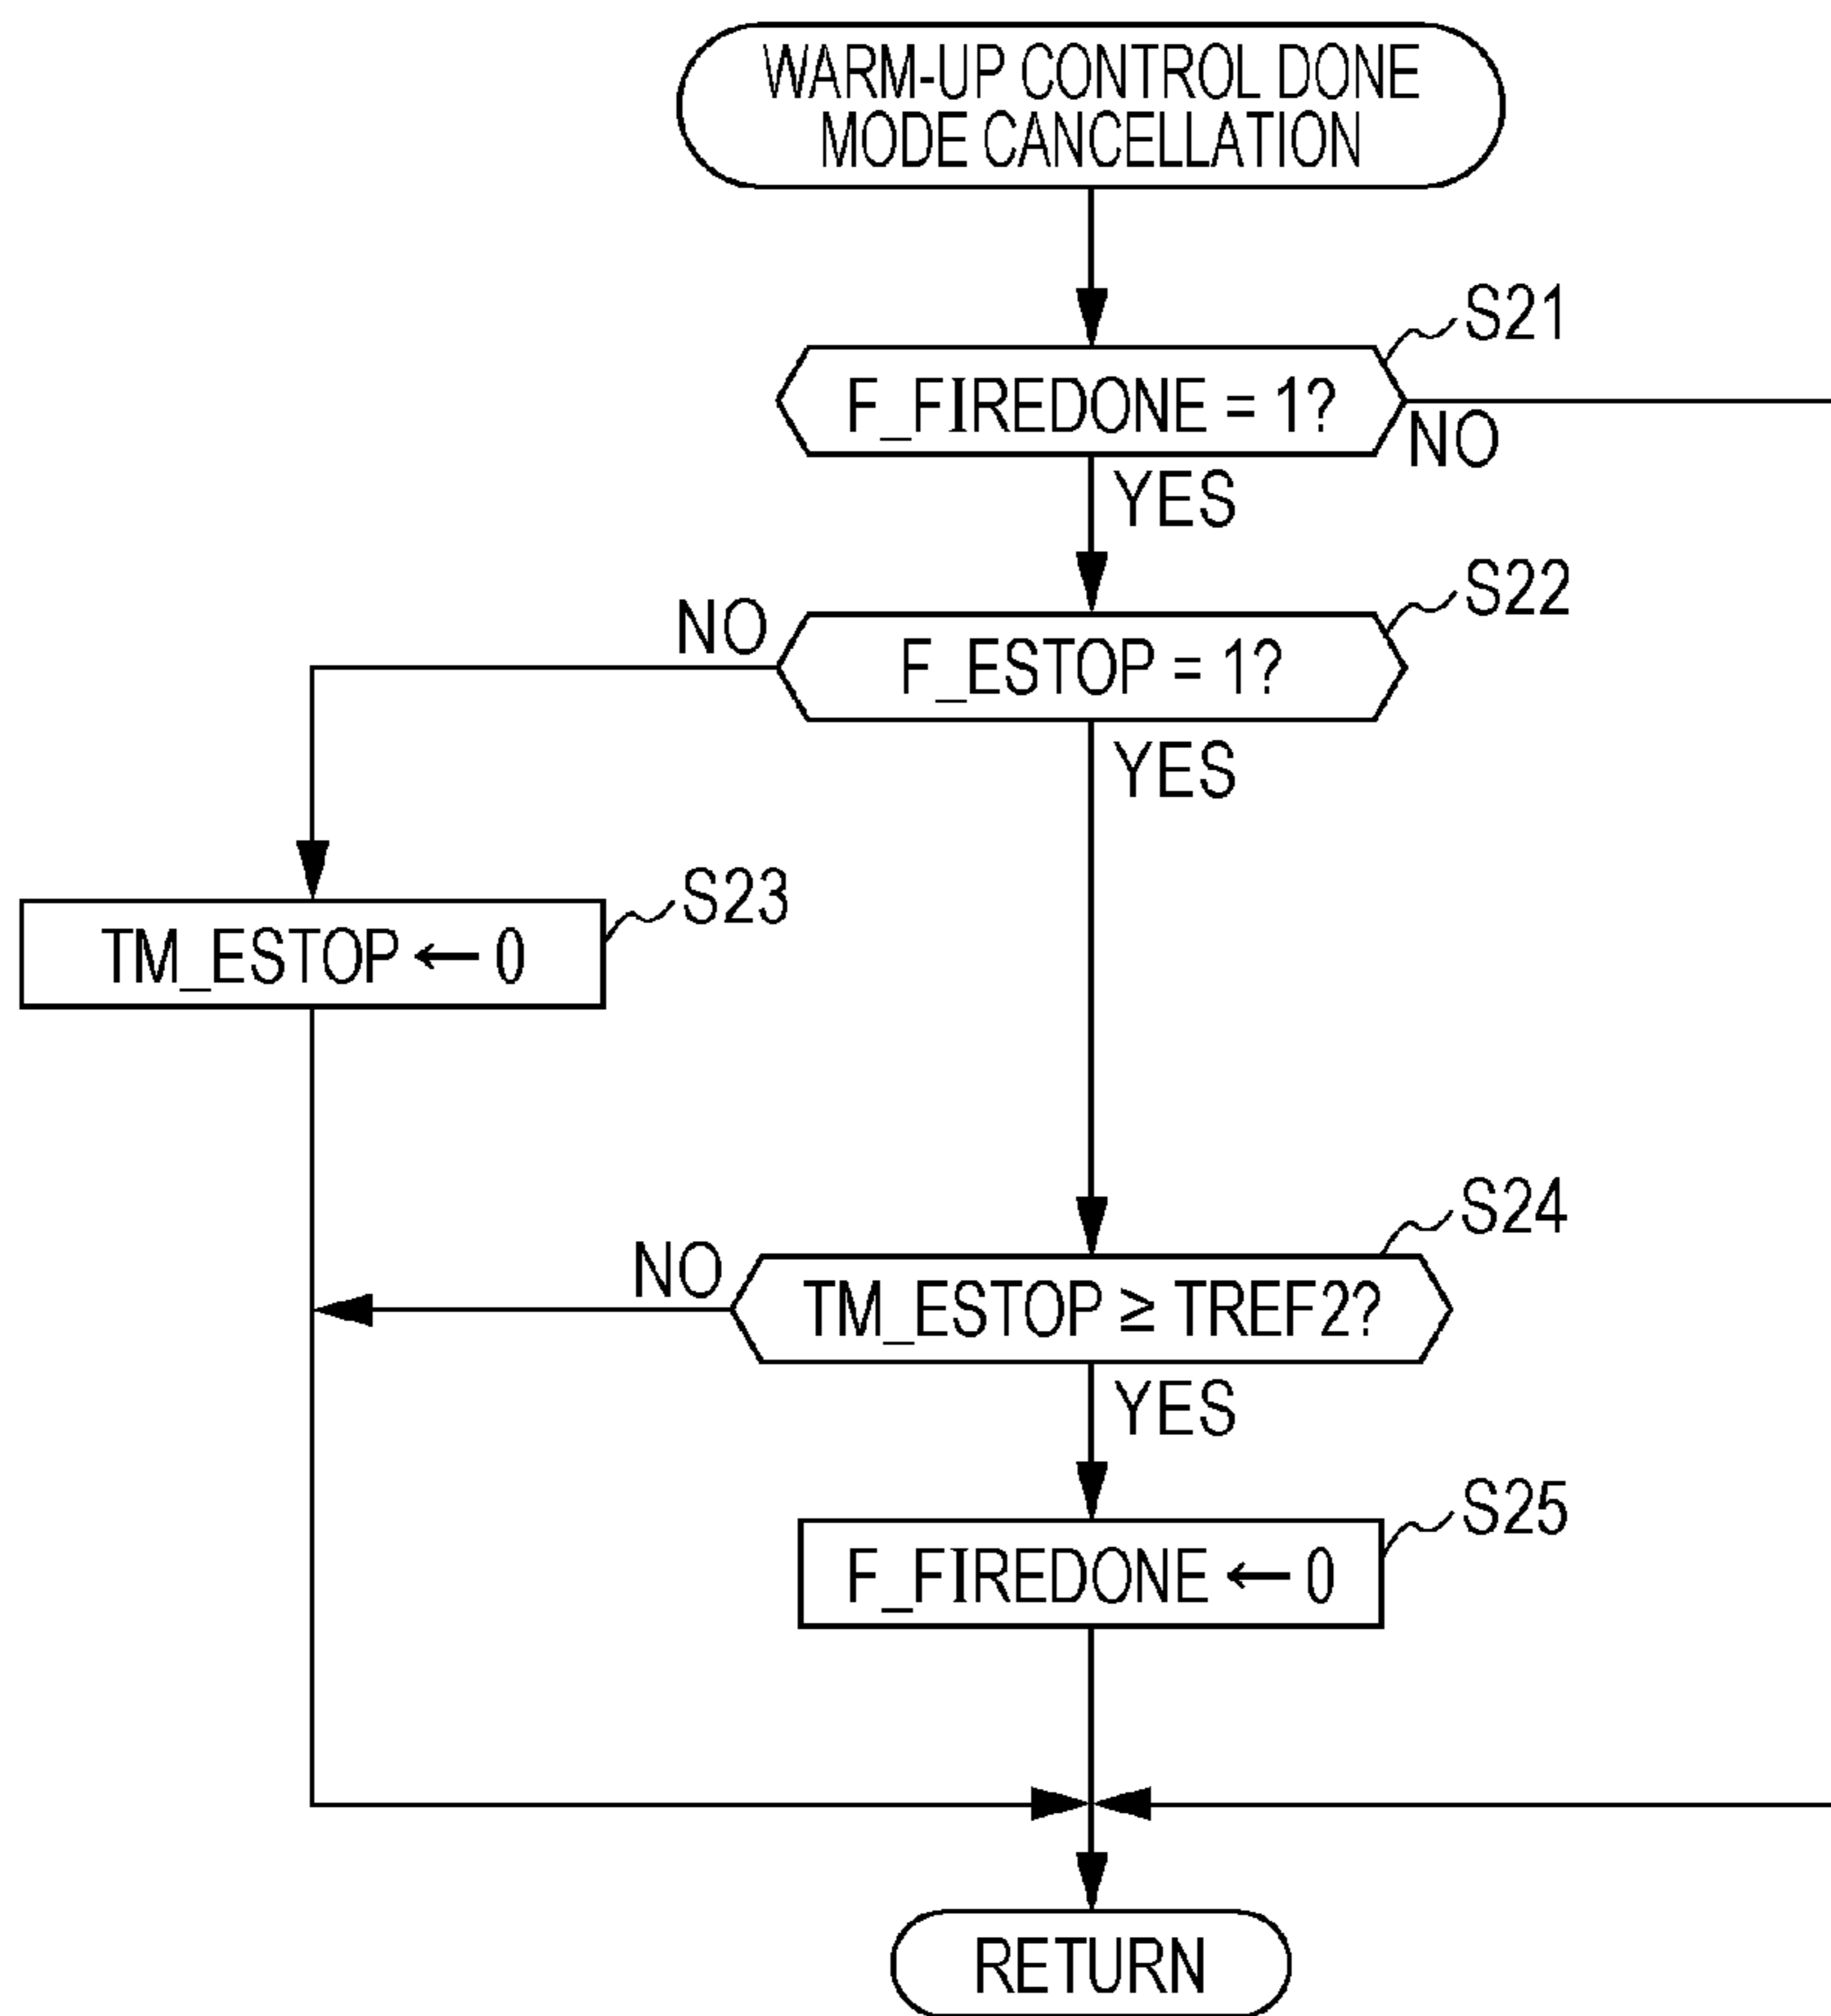 WARM-UP CONTROL DONE
MODE CANCELLATION
S21
F_FIREDONE = 1?
NO
YES
S22
NO
F_ESTOP = 1?
YES
S23
TM_ESTOP ← 0
S24
NO
TM_ESTOP ≥ TREF2?
YES
S25
F_FIREDONE ← 0
RETURN